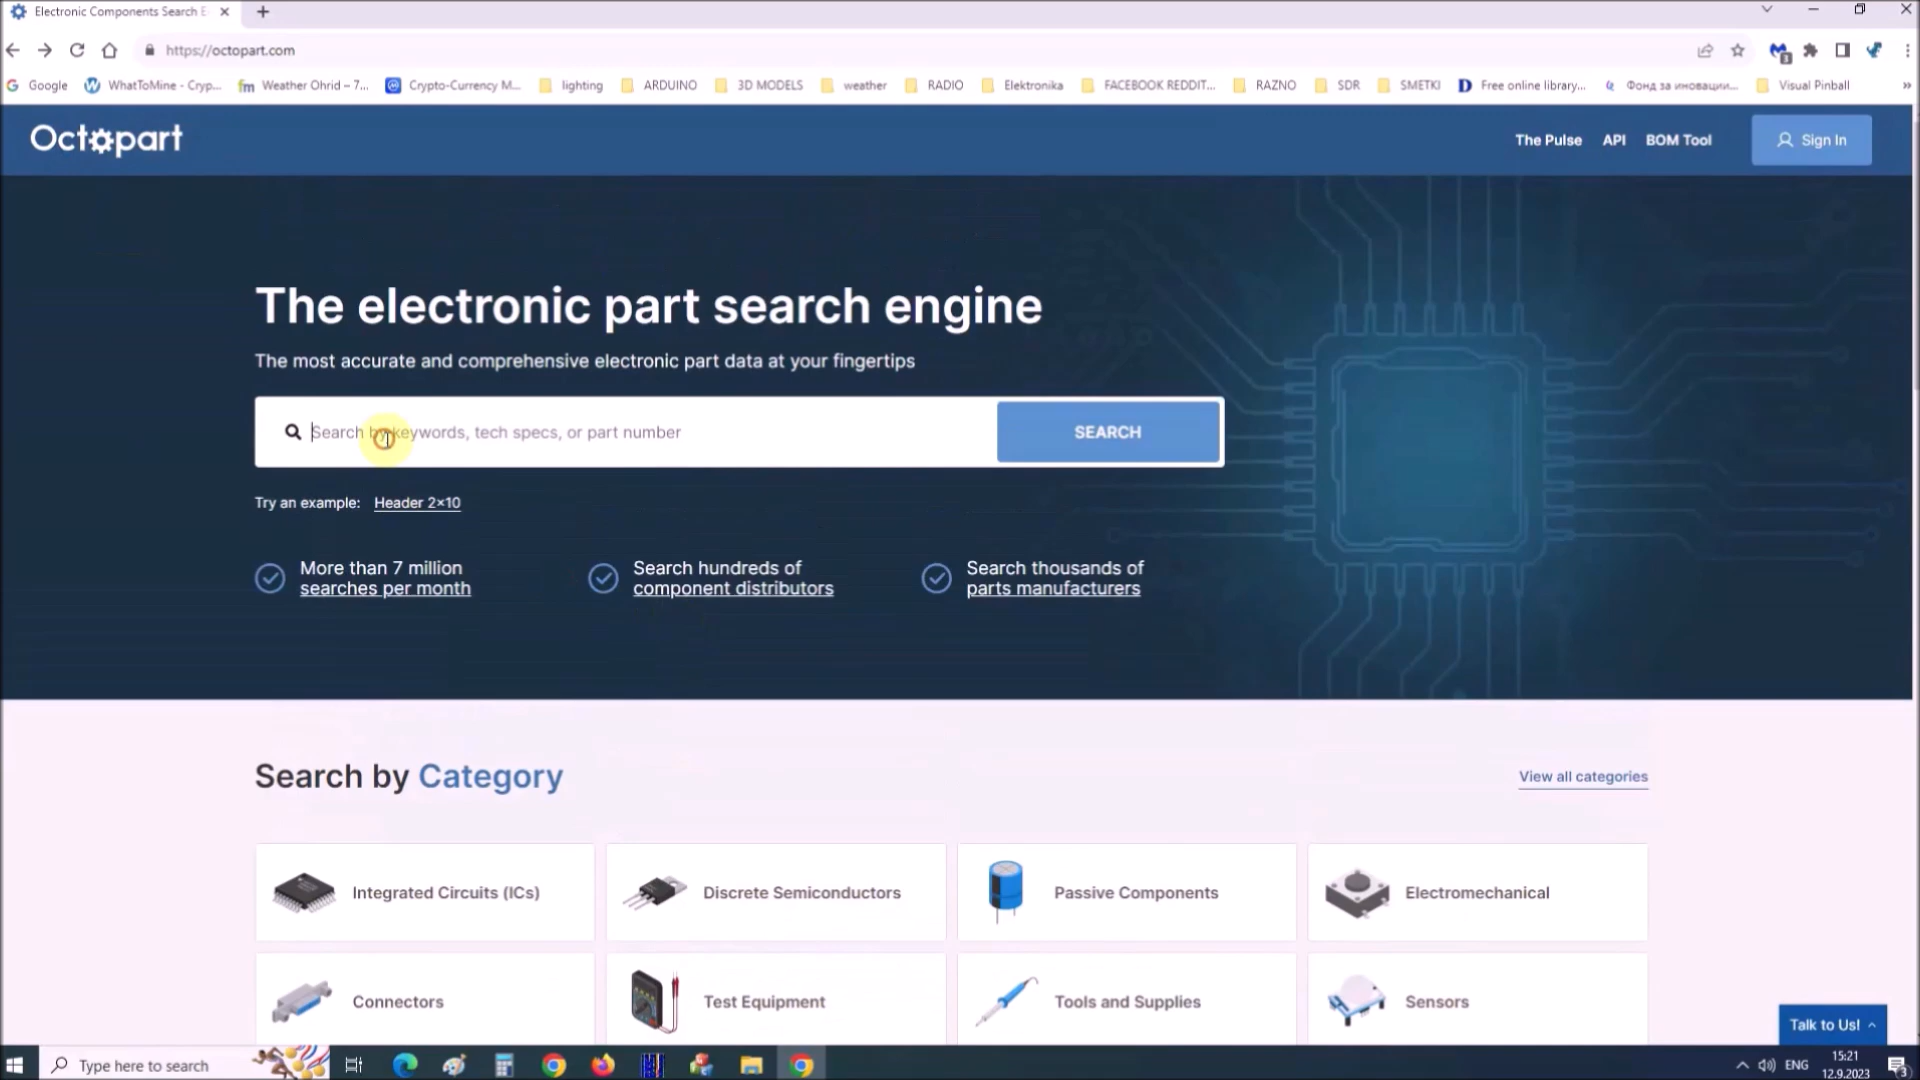 Electronic Components Search E
https://octopart.com
Google
WhatToMine - Cryp...
fm Weather Ohrid – 7...
Crypto-Currency M...
lighting
ARDUINO
3D MODELS
weather
RADIO
Elektronika
FACEBOOK REDDIT...
RAZNO
SDR
SMETKI
Free online library...
Фонд за иновации...
Visual Pinball
Octopart
The Pulse
API
BOM Tool
Sign In
The electronic part search engine
The most accurate and comprehensive electronic part data at your fingertips
Search by keywords, tech specs, or part number
SEARCH
Try an example: Header 2×10
More than 7 million
searches per month
Search hundreds of
component distributors
Search thousands of
parts manufacturers
Search by Category
View all categories
Integrated Circuits (ICs)
Discrete Semiconductors
Passive Components
Electromechanical
Connectors
Test Equipment
Tools and Supplies
Sensors
Talk to Us!
Type here to search
ENG
15:21
12.9.2023
3